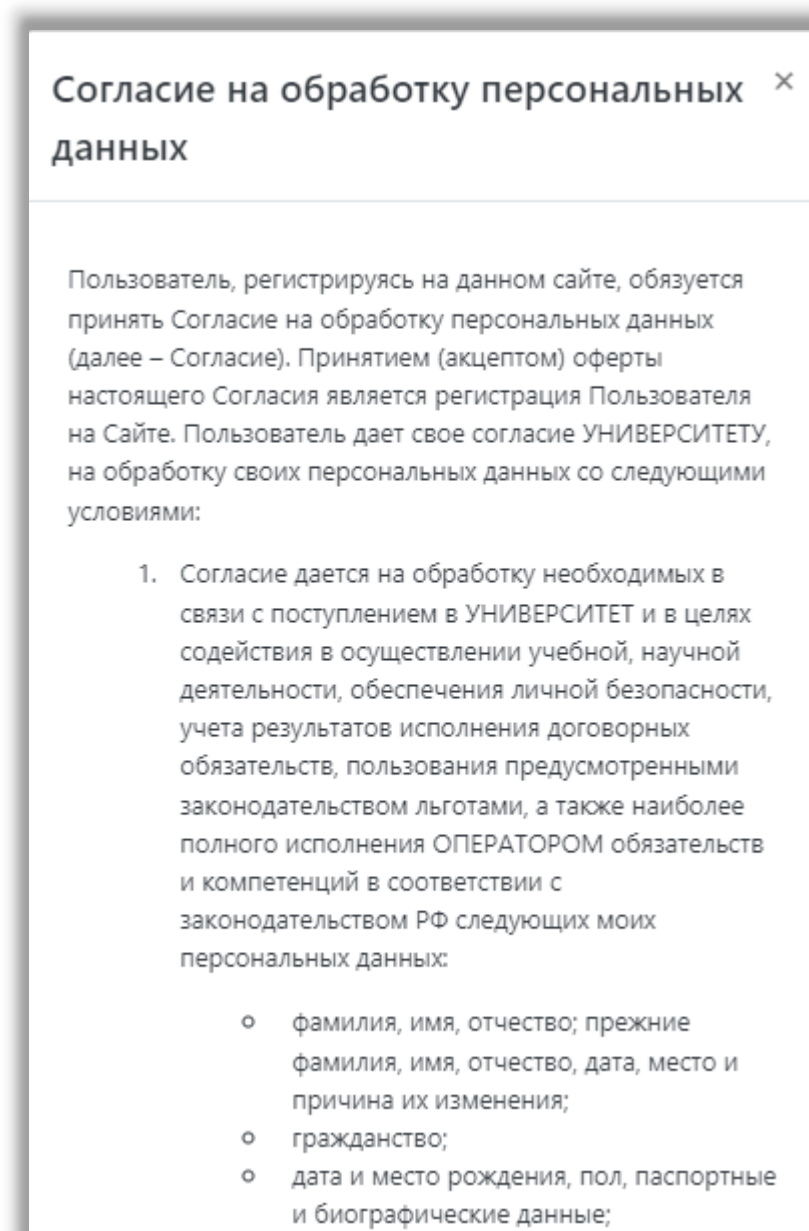 Согласие на обработку персональных ×
данных
Пользователь, регистрируясь на данном сайте, обязуется
принять Согласие на обработку персональных данных
(далее – Согласие). Принятием (акцептом) оферты
настоящего Согласия является регистрация Пользователя
на Сайте. Пользователь дает свое согласие УНИВЕРСИТЕТУ,
на обработку своих персональных данных со следующими
условиями:
1. Согласие дается на обработку необходимых в
связи с поступлением в УНИВЕРСИТЕТ и в целях
содействия в осуществлении учебной, научной
деятельности, обеспечения личной безопасности,
учета результатов исполнения договорных
обязательств, пользования предусмотренными
законодательством льготами, а также наиболее
полного исполнения ОПЕРАТОРОМ обязательств
и компетенций в соответствии с
законодательством РФ следующих моих
персональных данных:
○ фамилия, имя, отчество; прежние
фамилия, имя, отчество, дата, место и
причина их изменения;
○ гражданство;
○ дата и место рождения, пол, паспортные
и биографические данные;